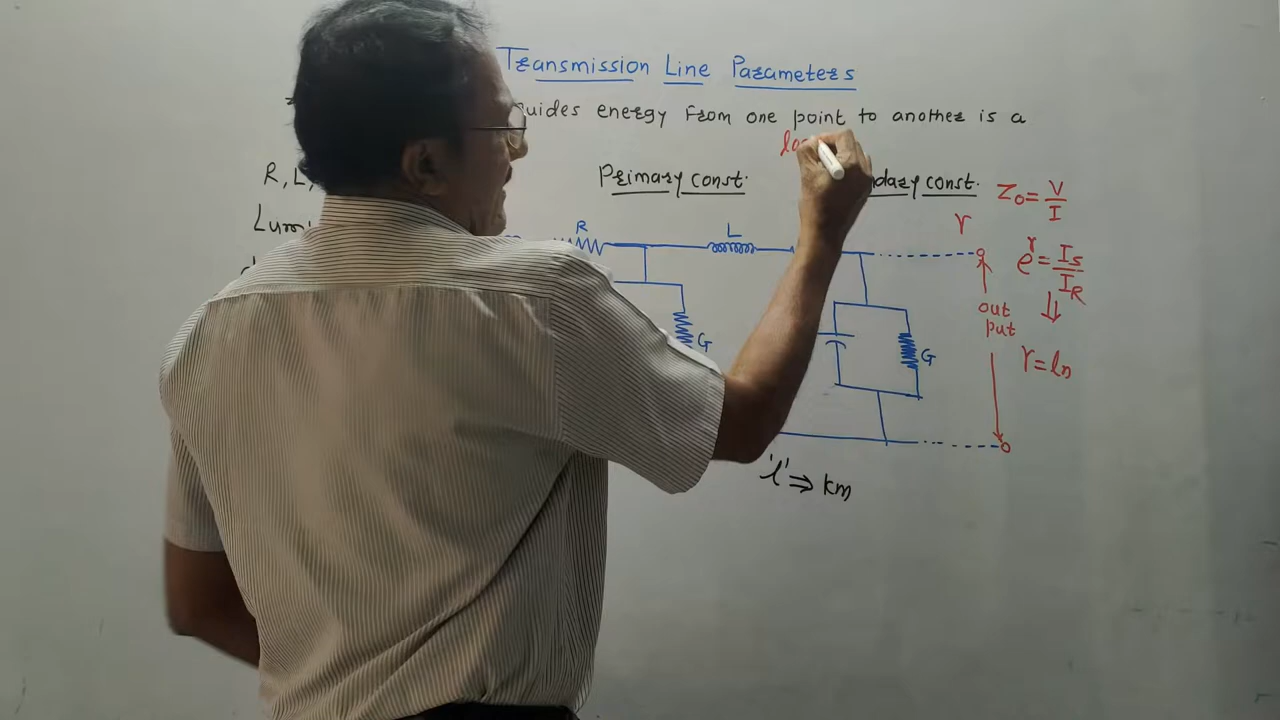 Transmission Line Parameters
guides energy from one point to another is a
R, L,
Primary const. const.
Z₀ = V/I
γ
R
L
e^γ = I_S/I_R
⇓
out
put
G
G
γ = ln
'l' ⇒ km